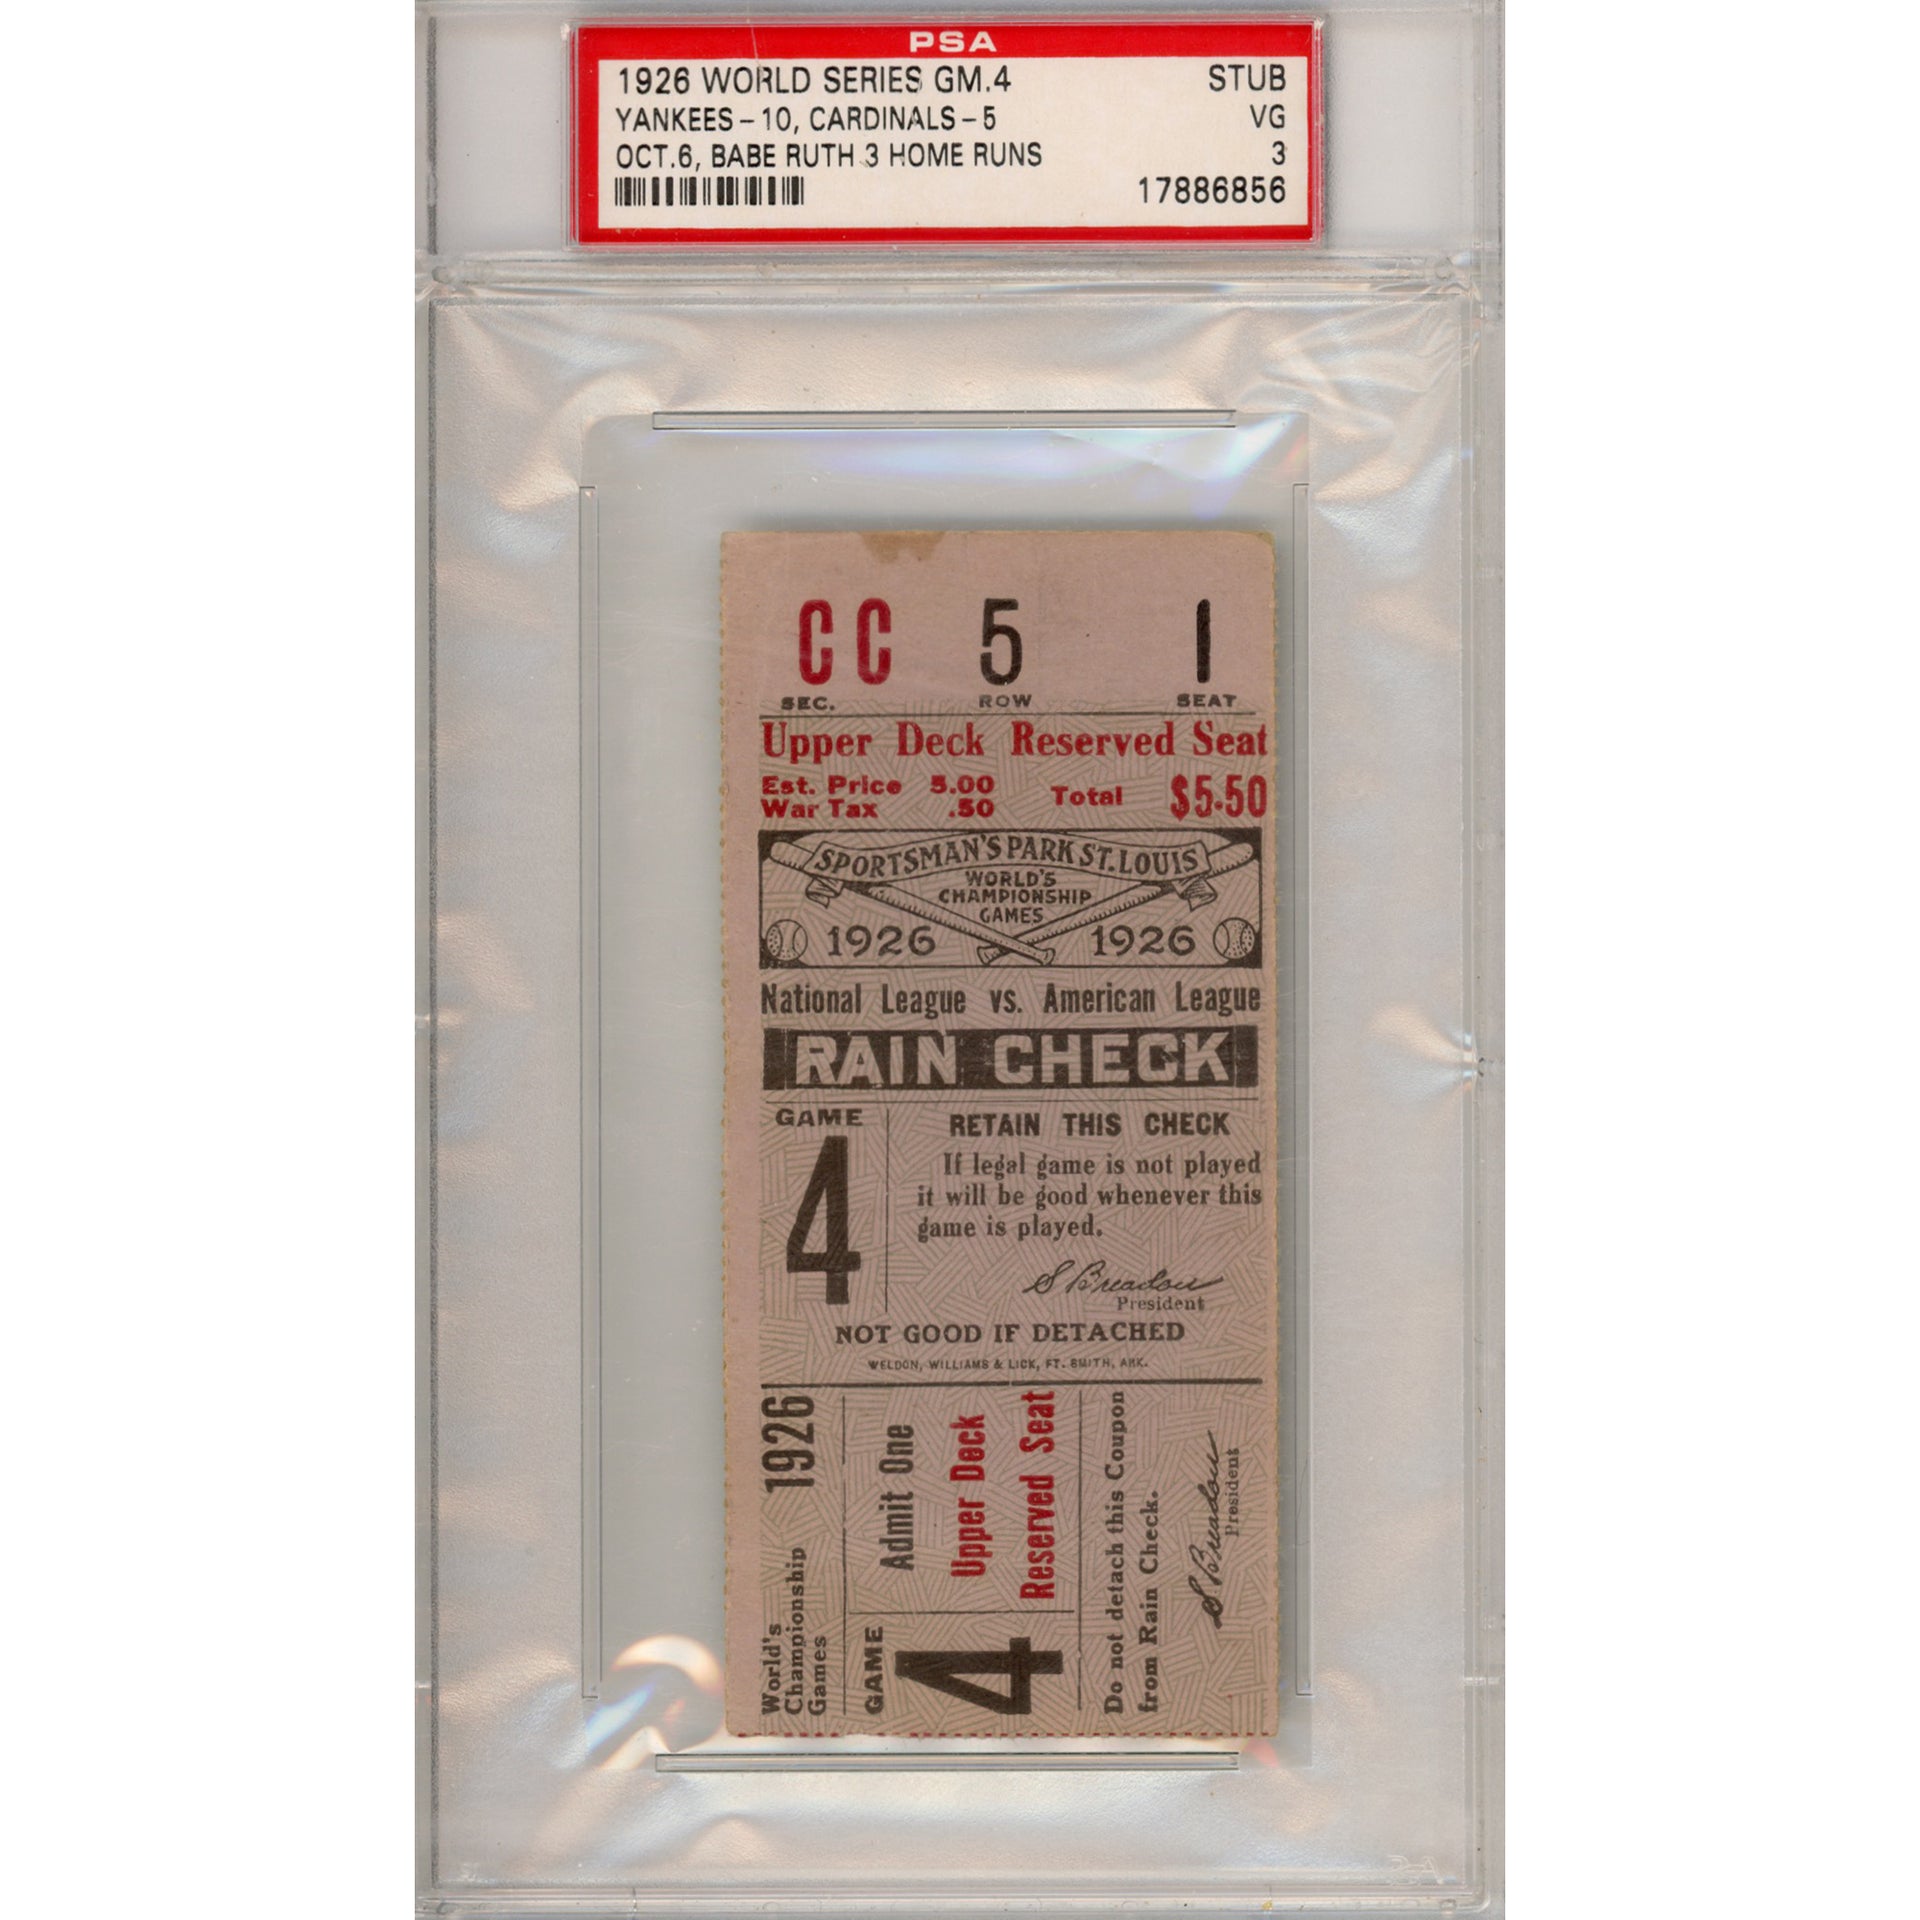 PSA
1926 WORLD SERIES GM.4 STUB
YANKEES-10, CARDINALS-5 VG
OCT.6, BABE RUTH 3 HOME RUNS 3
17886856
CC 5 1
SEC. ROW SEAT
Upper Deck Reserved Seat
Est. Price 5.00
War Tax .50
Total $5.50
SPORTSMAN'S PARK ST. LOUIS
WORLD'S
CHAMPIONSHIP
GAMES
1926 1926
National League vs. American League
RAIN CHECK
GAME
4
RETAIN THIS CHECK
If legal game is not played
it will be good whenever this
game is played.
S Breadon
President
NOT GOOD IF DETACHED
WELDON, WILLIAMS & LICK, FT. SMITH, ARK.
World's
Championship
Games
1926
GAME
4
Admit One
Upper Deck
Reserved Seat
Do not detach this Coupon
from Rain Check.
S Breadon
President